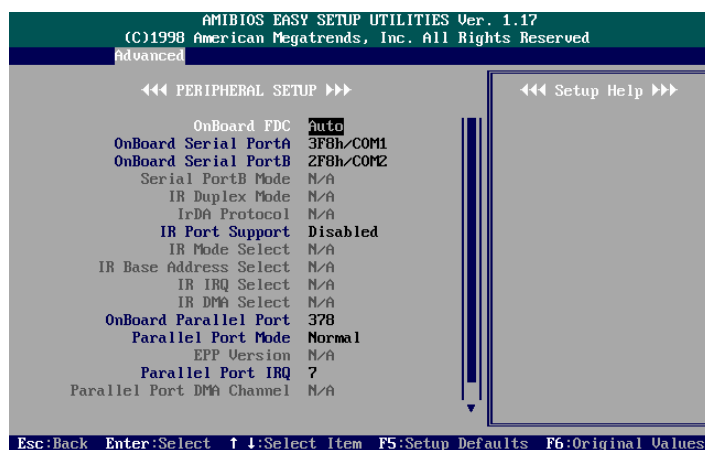 AMIBIOS EASY SETUP UTILITIES Ver. 1.17
(C)1998 American Megatrends, Inc. All Rights Reserved
Advanced
◄◄◄ PERIPHERAL SETUP ►►►
◄◄◄ Setup Help ►►►
OnBoard FDC Auto
OnBoard Serial PortA 3F8h/COM1
OnBoard Serial PortB 2F8h/COM2
Serial PortB Mode N/A
IR Duplex Mode N/A
IrDA Protocol N/A
IR Port Support Disabled
IR Mode Select N/A
IR Base Address Select N/A
IR IRQ Select N/A
IR DMA Select N/A
OnBoard Parallel Port 378
Parallel Port Mode Normal
EPP Version N/A
Parallel Port IRQ 7
Parallel Port DMA Channel N/A
Esc:Back Enter:Select ↑ ↓:Select Item F5:Setup Defaults F6:Original Values